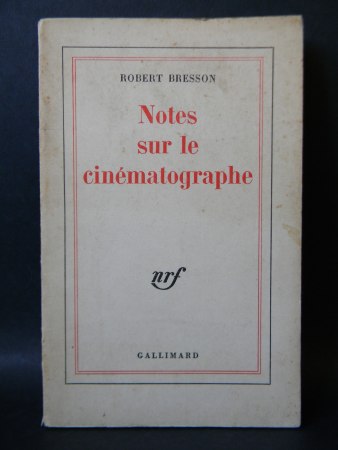 ROBERT BRESSON
Notes
sur le
cinématographe
nrf
GALLIMARD